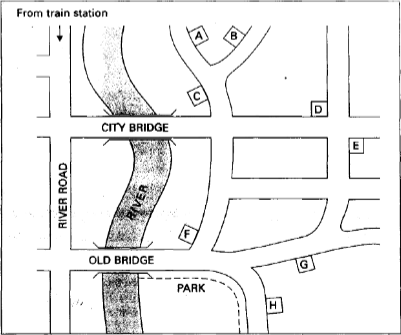 From train station
A
B
C
D
CITY BRIDGE
E
RIVER ROAD
RIVER
F
OLD BRIDGE
G
PARK
H